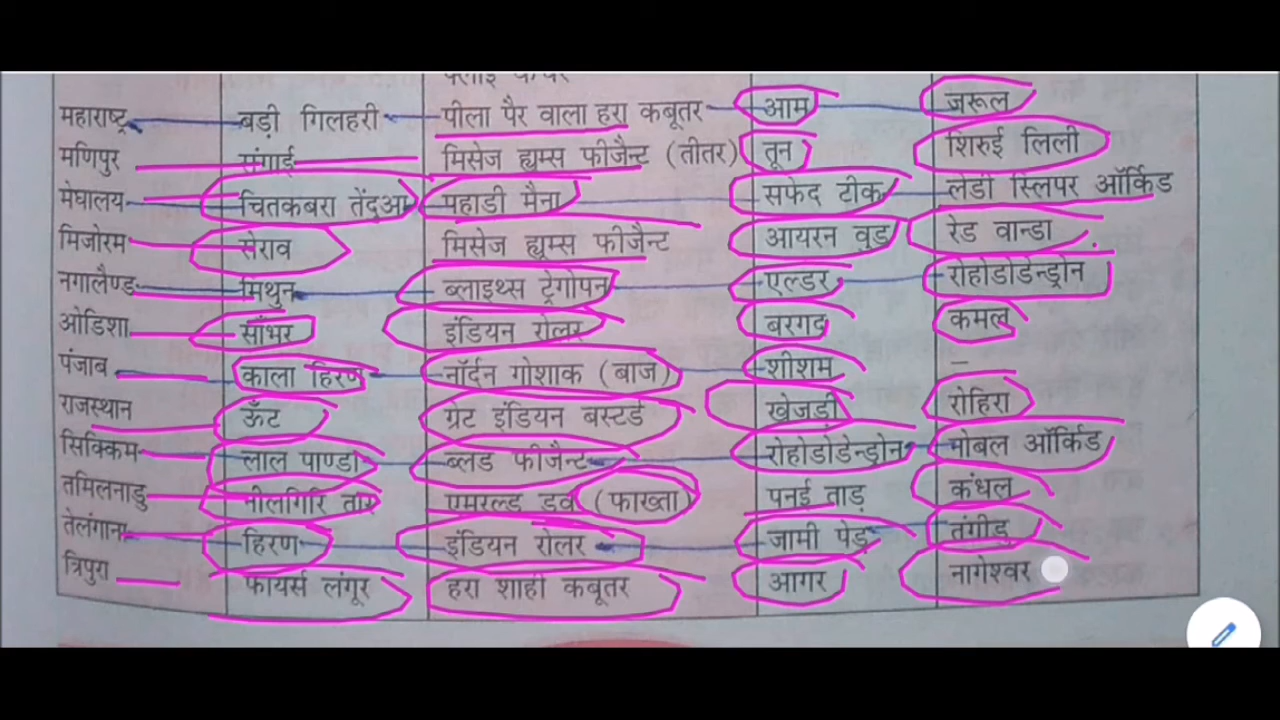 महाराष्ट्र बड़ी गिलहरी पीला पैर वाला हरा कबूतर आम जरूल
मणिपुर संगाई मिसेज ह्यूम्स फीजैन्ट (तीतर) तून शिरुई लिली
मेघालय चितकबरा तेंदुआ पहाडी मैना सफेद टीक लेडी स्लिपर ऑर्किड
मिजोरम सेराव मिसेज ह्यूम्स फीजैन्ट आयरन वुड रेड वान्डा
नगालैण्ड मिथुन ब्लाइथ्स ट्रेगोपन एल्डर रोहोडोडेन्ड्रोन
ओडिशा सांभर इंडियन रोलर बरगद कमल
पंजाब काला हिरण नॉर्दन गोशाक (बाज) शीशम –
राजस्थान ऊँट ग्रेट इंडियन बस्टर्ड खेजड़ी रोहिरा
सिक्किम लाल पाण्डा ब्लड फीजैन्ट रोहोडोडेन्ड्रोन नोबल ऑर्किड
तमिलनाडु नीलगिरि तार एमरल्ड डव (फाख्ता) पनई ताड़ कंधल
तेलंगाना हिरण इंडियन रोलर जामी पेड़ तंगीडु
त्रिपुरा फायर्स लंगूर हरा शाही कबूतर आगर नागेश्वर